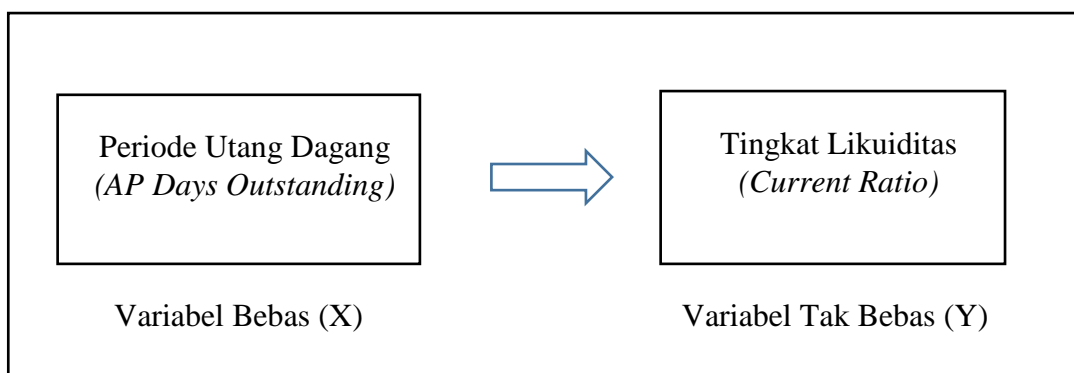 Periode Utang Dagang
(AP Days Outstanding)
Tingkat Likuiditas
(Current Ratio)
Variabel Bebas (X)
Variabel Tak Bebas (Y)